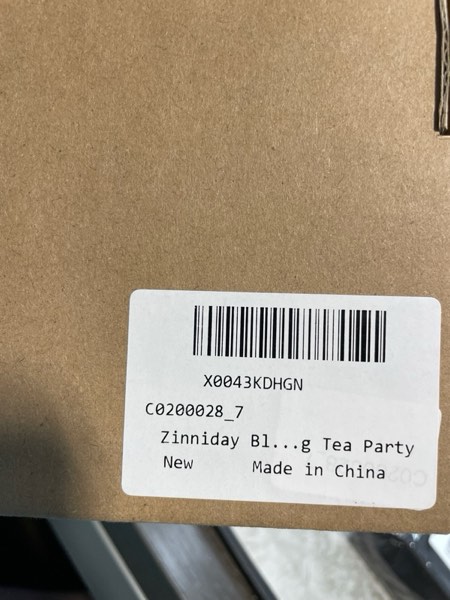 X0043KDHGN
C0200028_7
Zinniday Bl...g Tea Party
New Made in China